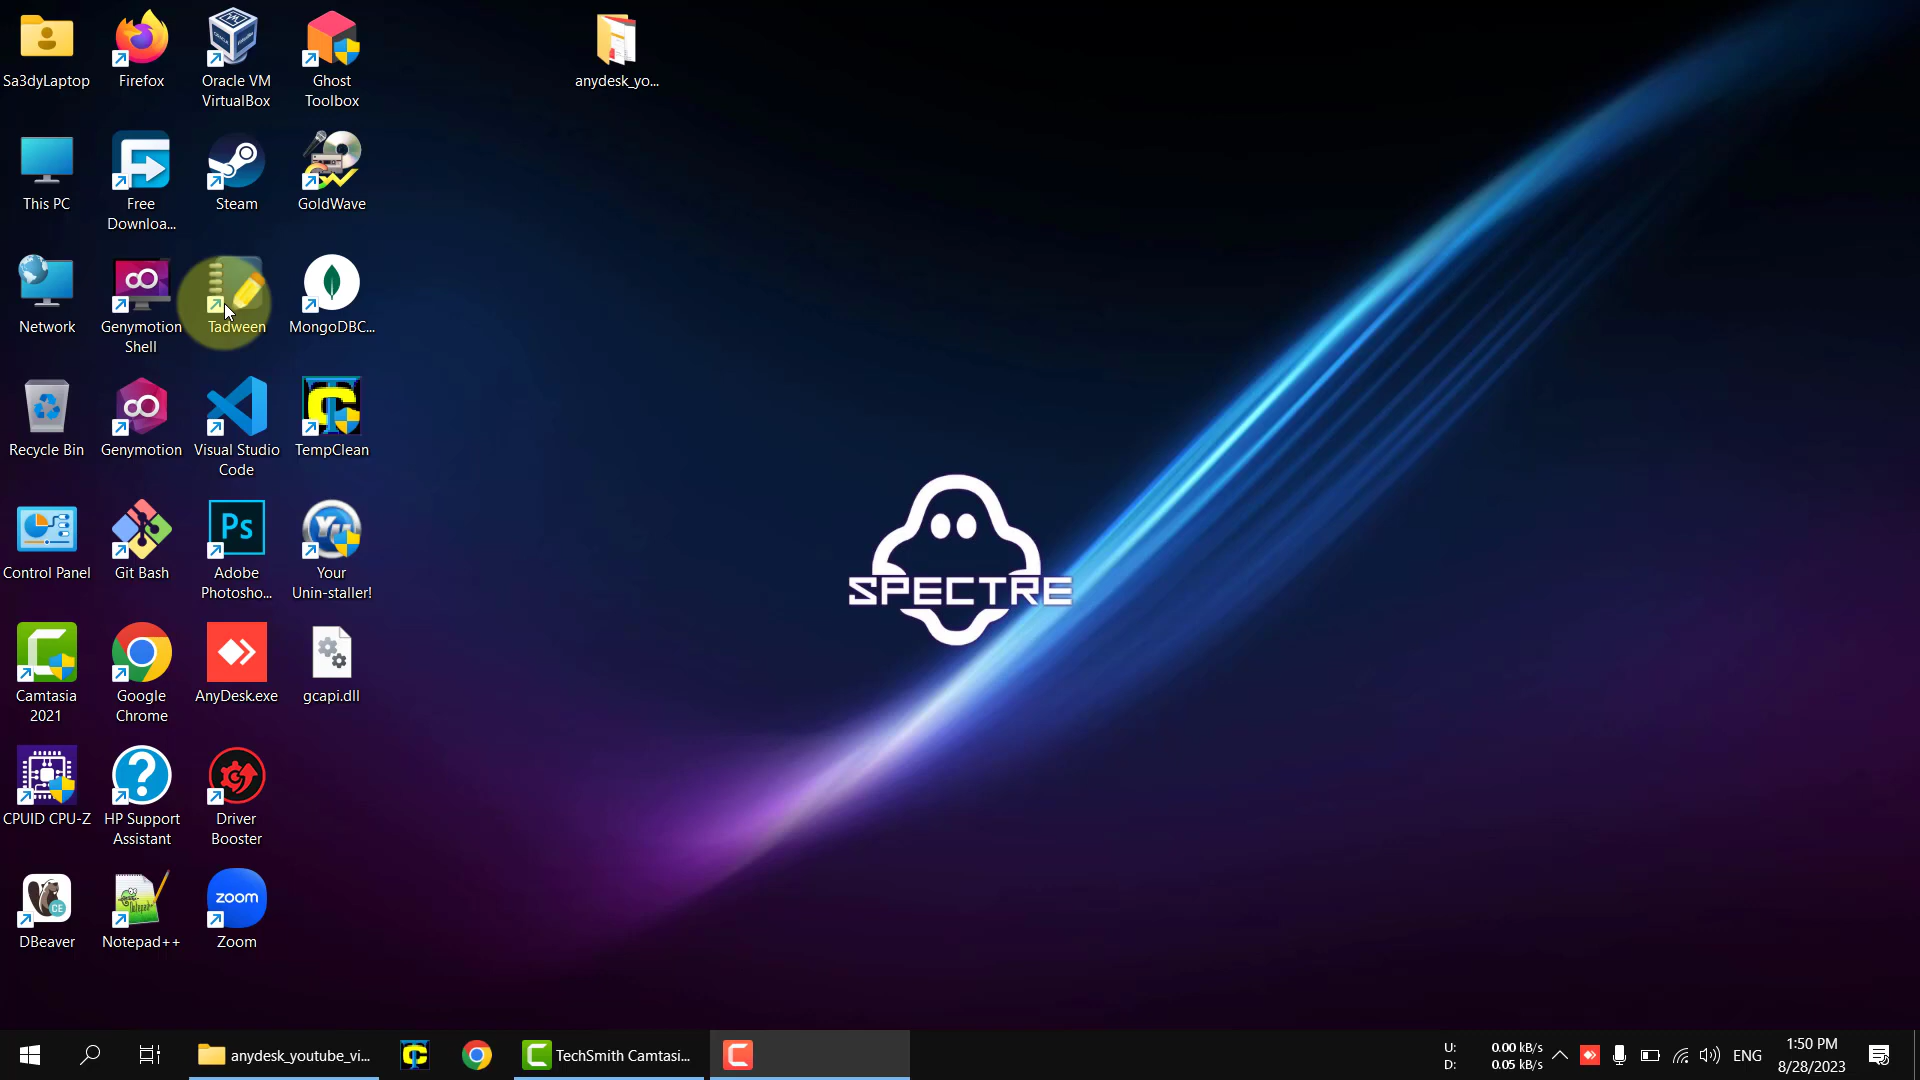 Sa3dyLaptop
Firefox
Oracle VM
VirtualBox
Ghost
Toolbox
anydesk_yo...
This PC
Free
Downloa...
Steam
GoldWave
Network
Genymotion
Shell
Tadween
MongoDBC...
Recycle Bin
Genymotion
Visual Studio
Code
TempClean
Control Panel
Git Bash
Ps
Adobe
Photosho...
Your
Unin-staller!
SPECTRE
Camtasia
2021
Google
Chrome
AnyDesk.exe
gcapi.dll
CPUID CPU-Z
HP Support
Assistant
Driver
Booster
CE
DBeaver
Notepad++
zoom
Zoom
anydesk_youtube_vi...
TechSmith Camtasi...
U: 0.00 kB/s
D: 0.05 kB/s
ENG
1:50 PM
8/28/2023